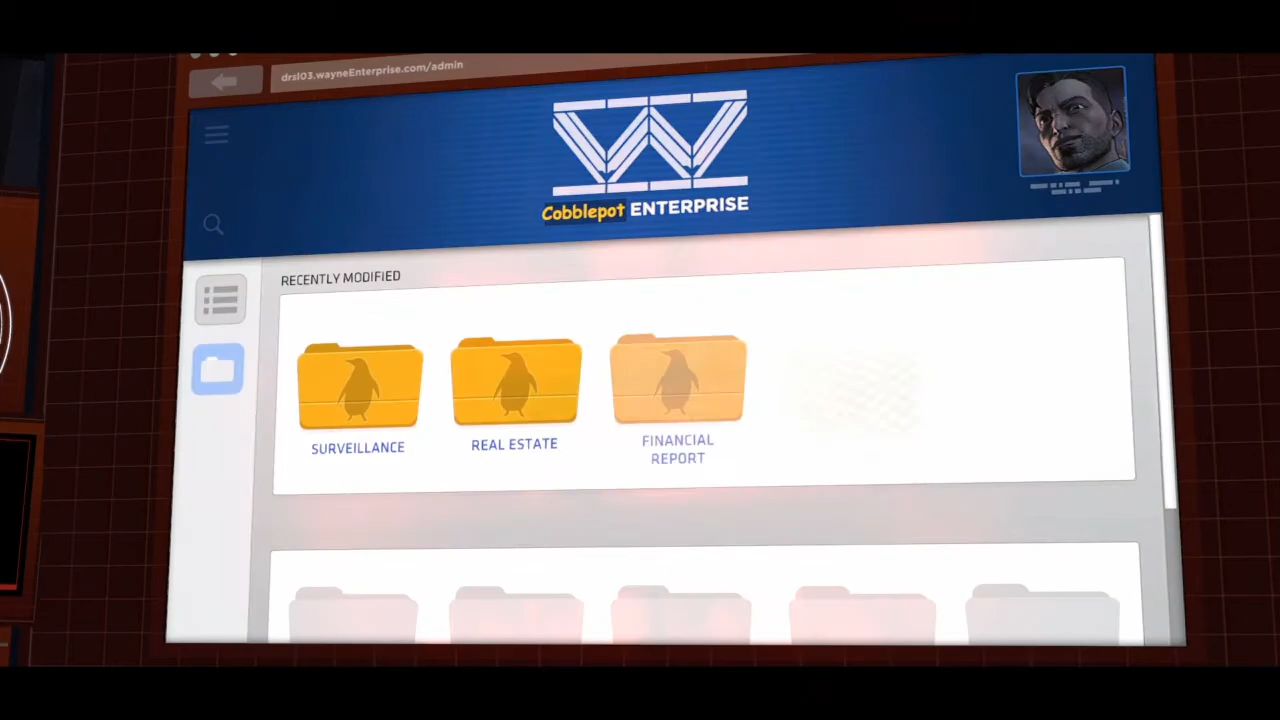 drsl03.wayneEnterprise.com/admin
Cobblepot ENTERPRISE
RECENTLY MODIFIED
SURVEILLANCE
REAL ESTATE
FINANCIAL
REPORT